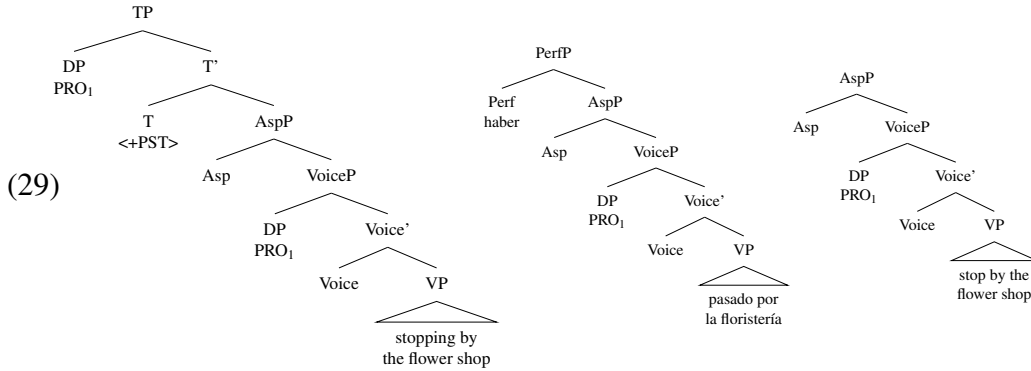 TP
DP
PRO₁
T'
T
<+PST>
AspP
Asp
VoiceP
DP
PRO₁
Voice'
Voice
VP
stopping by
the flower shop
(29)
PerfP
Perf
haber
AspP
Asp
VoiceP
DP
PRO₁
Voice'
Voice
VP
pasado por
la floristería
AspP
Asp
VoiceP
DP
PRO₁
Voice'
Voice
VP
stop by the
flower shop